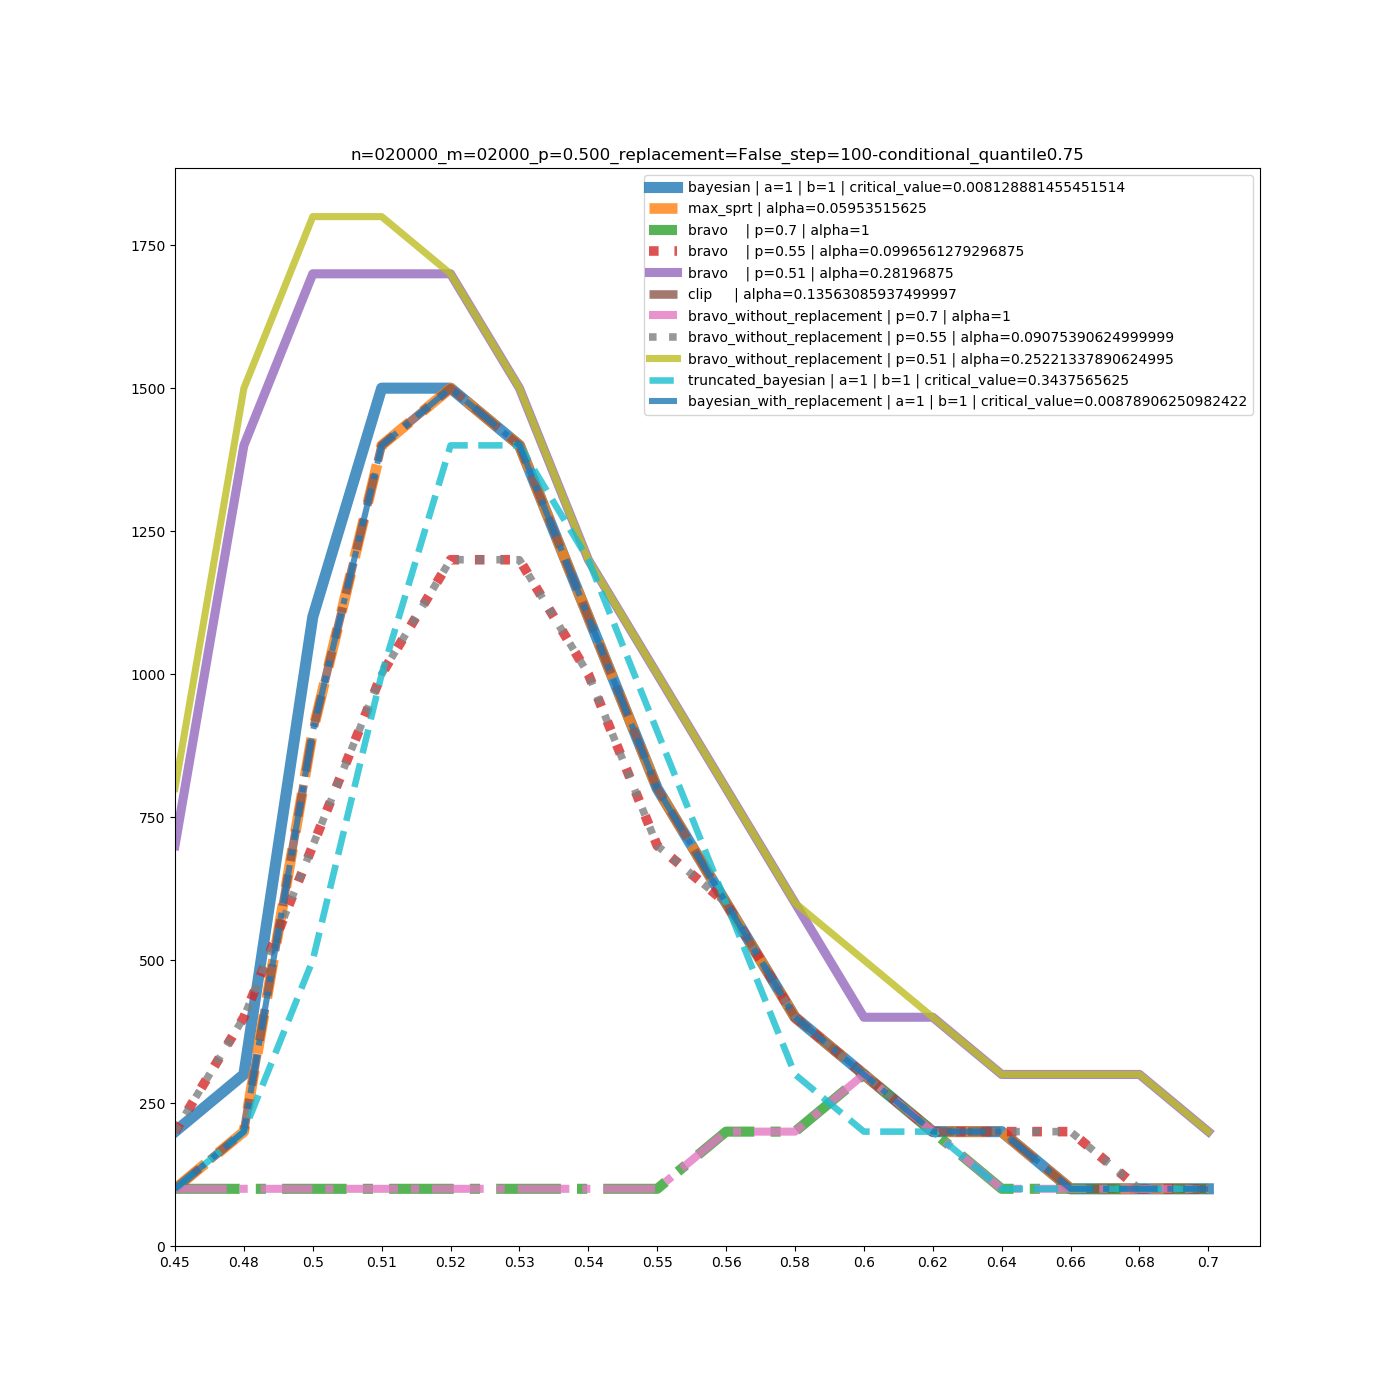 n=020000_m=02000_p=0.500_replacement=False_step=100-conditional_quantile0.75
bayesian | a=1 | b=1 | critical_value=0.008128881455451514
max_sprt | alpha=0.05953515625
bravo | p=0.7 | alpha=1
bravo | p=0.55 | alpha=0.0996561279296875
bravo | p=0.51 | alpha=0.28196875
clip | alpha=0.13563085937499997
bravo_without_replacement | p=0.7 | alpha=1
bravo_without_replacement | p=0.55 | alpha=0.09075390624999999
bravo_without_replacement | p=0.51 | alpha=0.25221337890624995
truncated_bayesian | a=1 | b=1 | critical_value=0.3437565625
bayesian_with_replacement | a=1 | b=1 | critical_value=0.00878906250982422
1750
1500
1250
1000
750
500
250
0
0.45 0.48 0.5 0.51 0.52 0.53 0.54 0.55 0.56 0.58 0.6 0.62 0.64 0.66 0.68 0.7